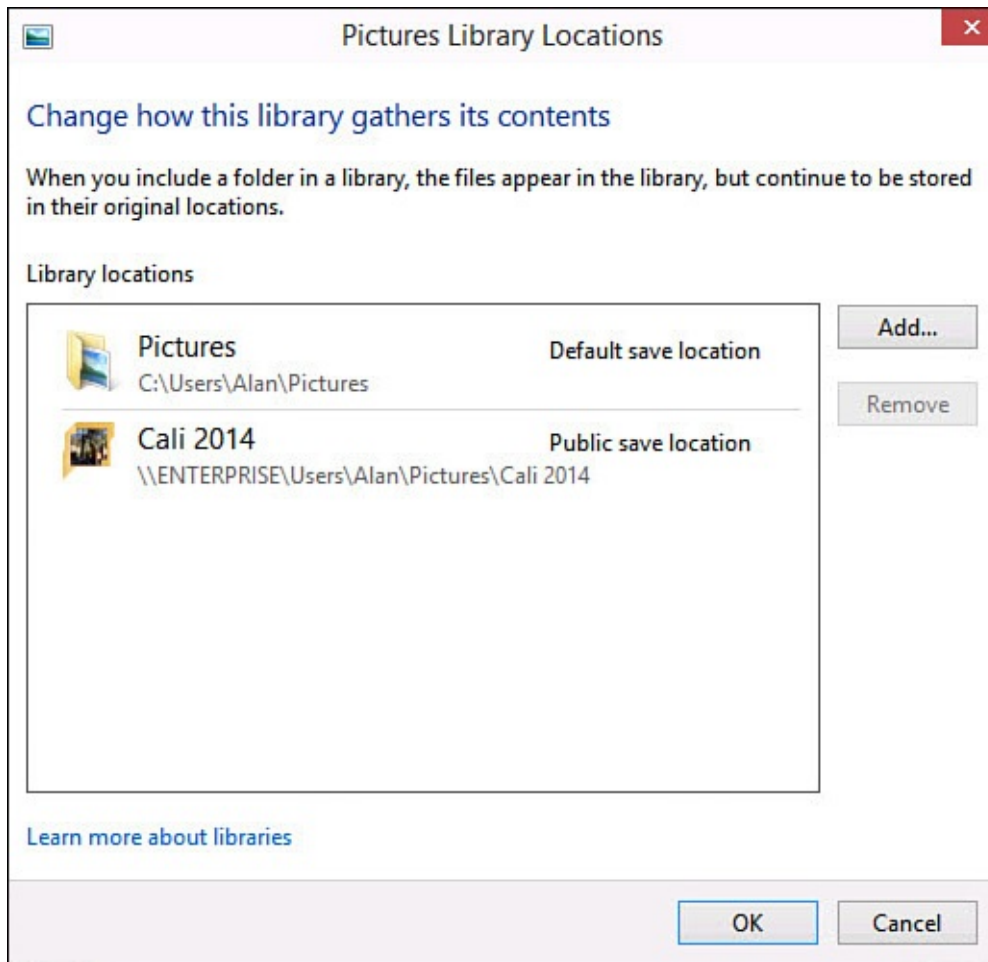 Pictures Library Locations
Change how this library gathers its contents
When you include a folder in a library, the files appear in the library, but continue to be stored
in their original locations.
Library locations
Pictures
Default save location
C:\Users\Alan\Pictures
Cali 2014
Public save location
\\ENTERPRISE\Users\Alan\Pictures\Cali 2014
Add...
Remove
Learn more about libraries
OK
Cancel